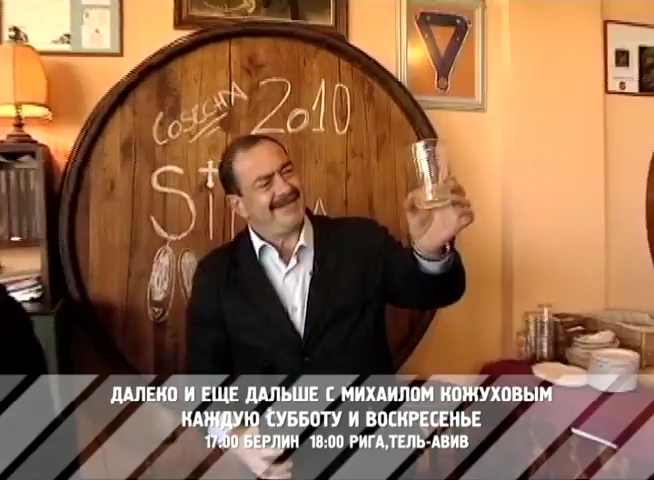 COSECHA
2010
ДАЛЕКО И ЕЩЕ ДАЛЬШЕ С МИХАИЛОМ КОЖУХОВЫМ
КАЖДУЮ СУББОТУ И ВОСКРЕСЕНЬЕ
17:00 БЕРЛИН 18:00 РИГА,ТЕЛЬ-АВИВ